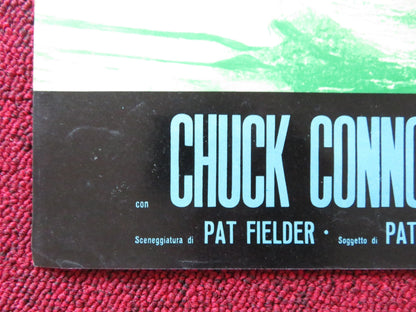 con CHUCK CONNO
Sceneggiatura di PAT FIELDER · Soggetto di PAT